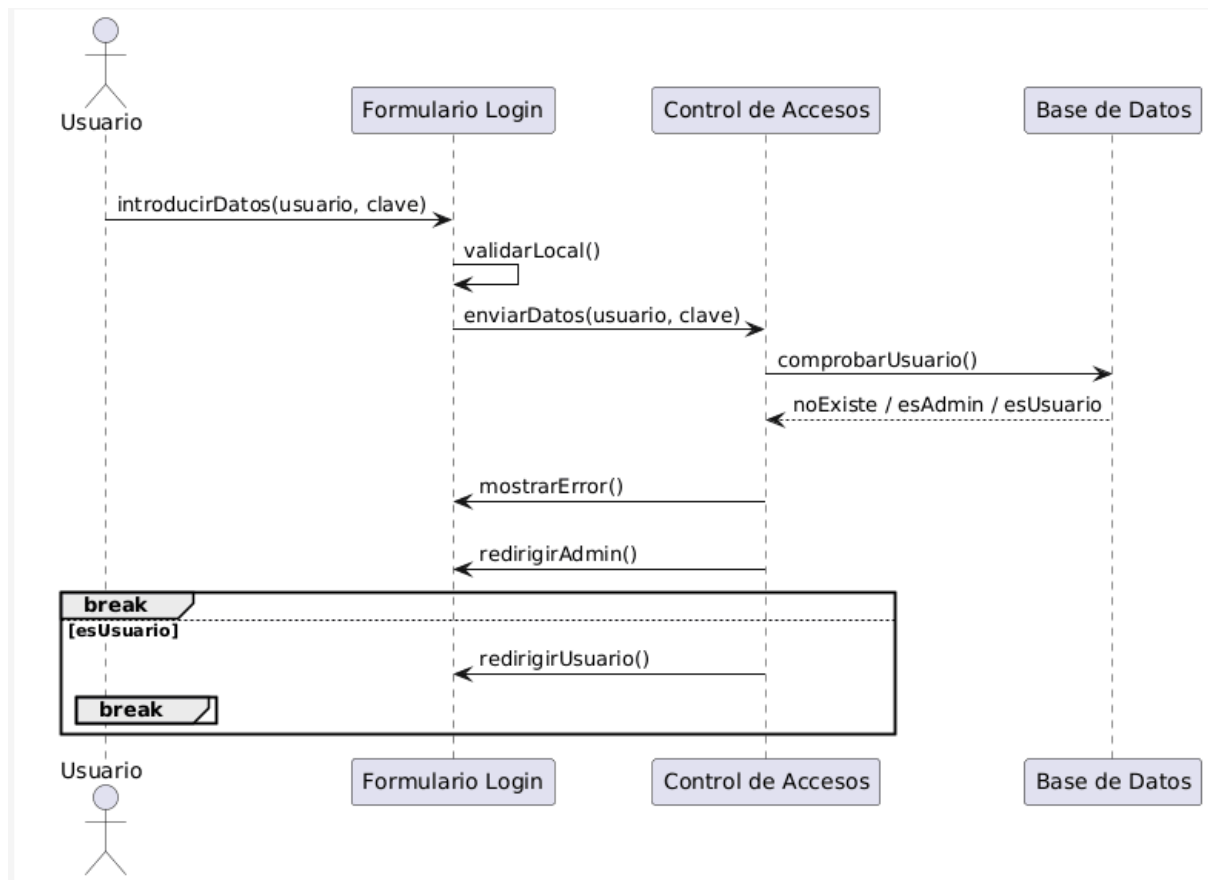 Usuario
Formulario Login
Control de Accesos
Base de Datos
introducirDatos(usuario, clave)
validarLocal()
enviarDatos(usuario, clave)
comprobarUsuario()
noExiste / esAdmin / esUsuario
mostrarError()
redirigirAdmin()
break
[esUsuario]
redirigirUsuario()
break
Usuario
Formulario Login
Control de Accesos
Base de Datos